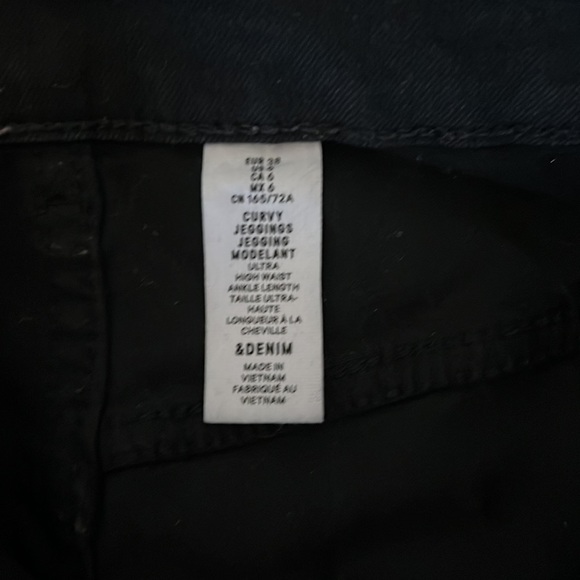 EUR 38
CA 6
MX 6
CN 165/72A
CURVY
JEGGINGS
JEGGING
MODELANT
ULTRA
HIGH WAIST
ANKLE LENGTH
TAILLE ULTRA-
HAUTE
LONGUEUR À LA
CHEVILLE
&DENIM
MADE IN
VIETNAM
FABRIQUÉ AU
VIETNAM